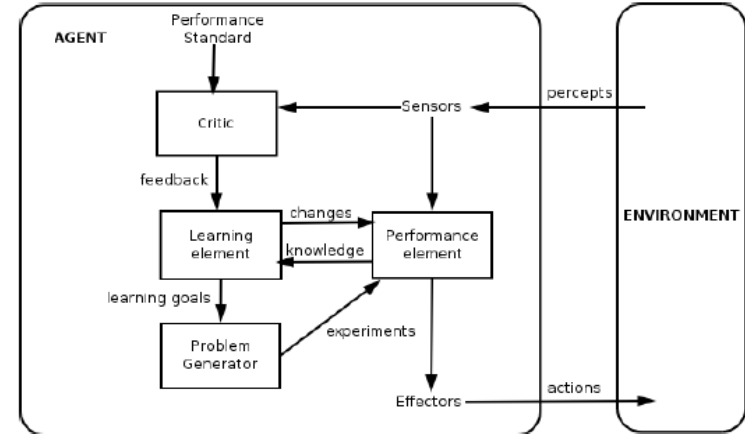 Performance
Standard
AGENT
percepts
Sensors
Critic
feedback
changes
ENVIRONMENT
Learning
element
Performance
element
knowledge
learning goals
experiments
Problem
Generator
actions
Effectors